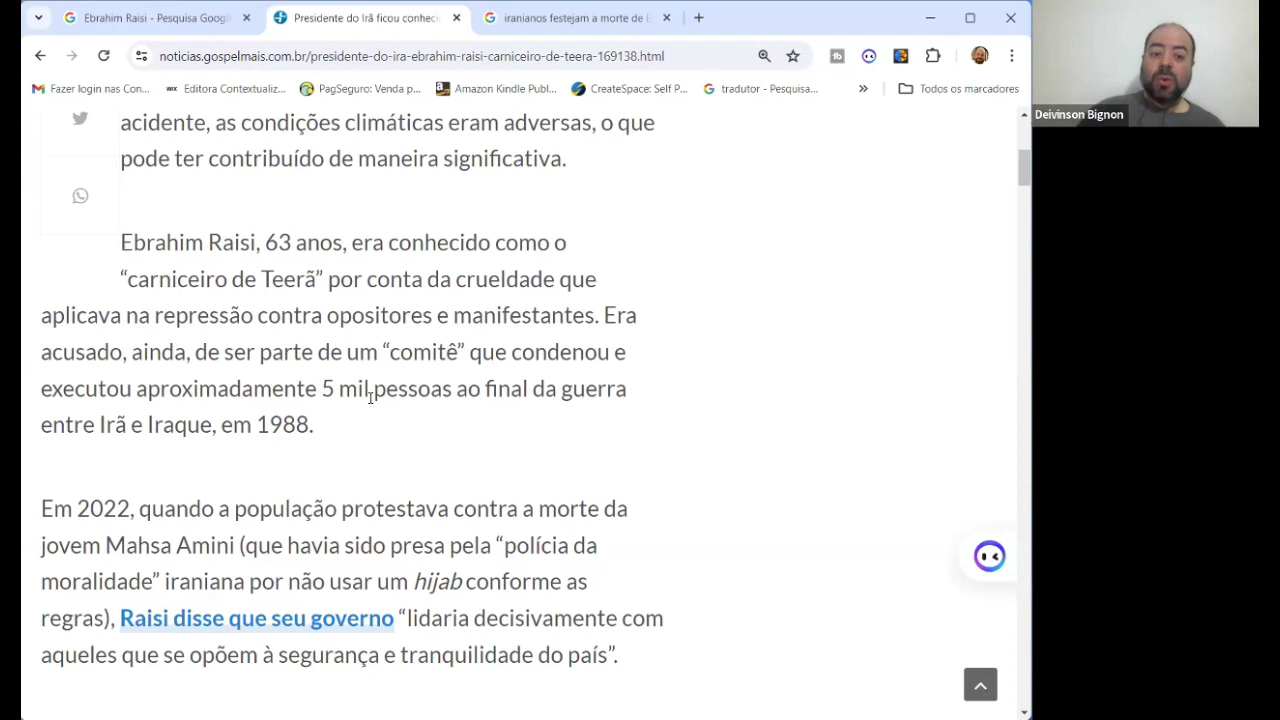 Ebrahim Raisi - Pesquisa Googl
Presidente do Irã ficou conhecid
iranianos festejam a morte de E
noticias.gospelmais.com.br/presidente-do-ira-ebrahim-raisi-carniceiro-de-teera-169138.html
Fazer login nas Con...
Editora Contextualiz...
PagSeguro: Venda p...
Amazon Kindle Publ...
CreateSpace: Self P...
tradutor - Pesquisa...
»
Todos os marcadores
Deivinson Bignon
acidente, as condições climáticas eram adversas, o que
pode ter contribuído de maneira significativa.
Ebrahim Raisi, 63 anos, era conhecido como o
“carniceiro de Teerã” por conta da crueldade que
aplicava na repressão contra opositores e manifestantes. Era
acusado, ainda, de ser parte de um “comitê” que condenou e
executou aproximadamente 5 mil pessoas ao final da guerra
entre Irã e Iraque, em 1988.
Em 2022, quando a população protestava contra a morte da
jovem Mahsa Amini (que havia sido presa pela “polícia da
moralidade” iraniana por não usar um hijab conforme as
regras), Raisi disse que seu governo “lidaria decisivamente com
aqueles que se opõem à segurança e tranquilidade do país”.